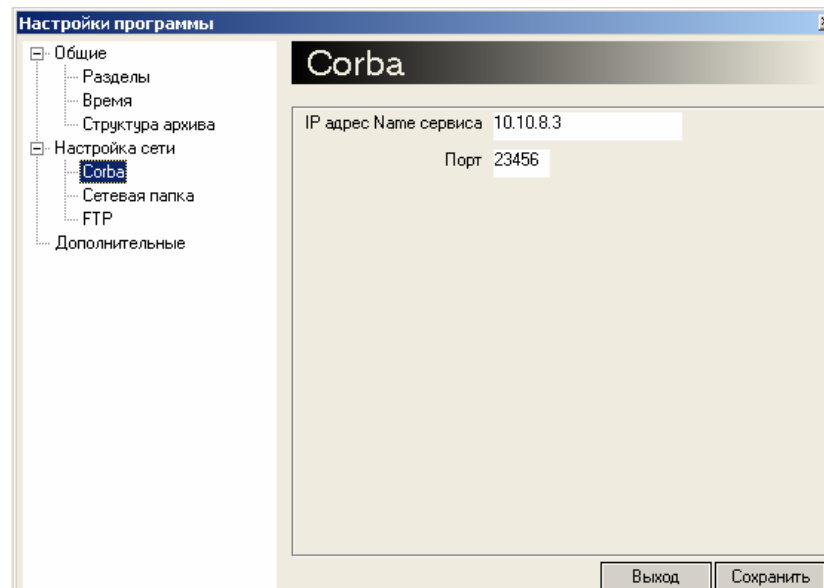 Настройки программы
Общие
Разделы
Время
Структура архива
Настройка сети
Corba
Сетевая папка
FTP
Дополнительные
Corba
IP адрес Name сервиса 10.10.8.3
Порт 23456
Выход Сохранить